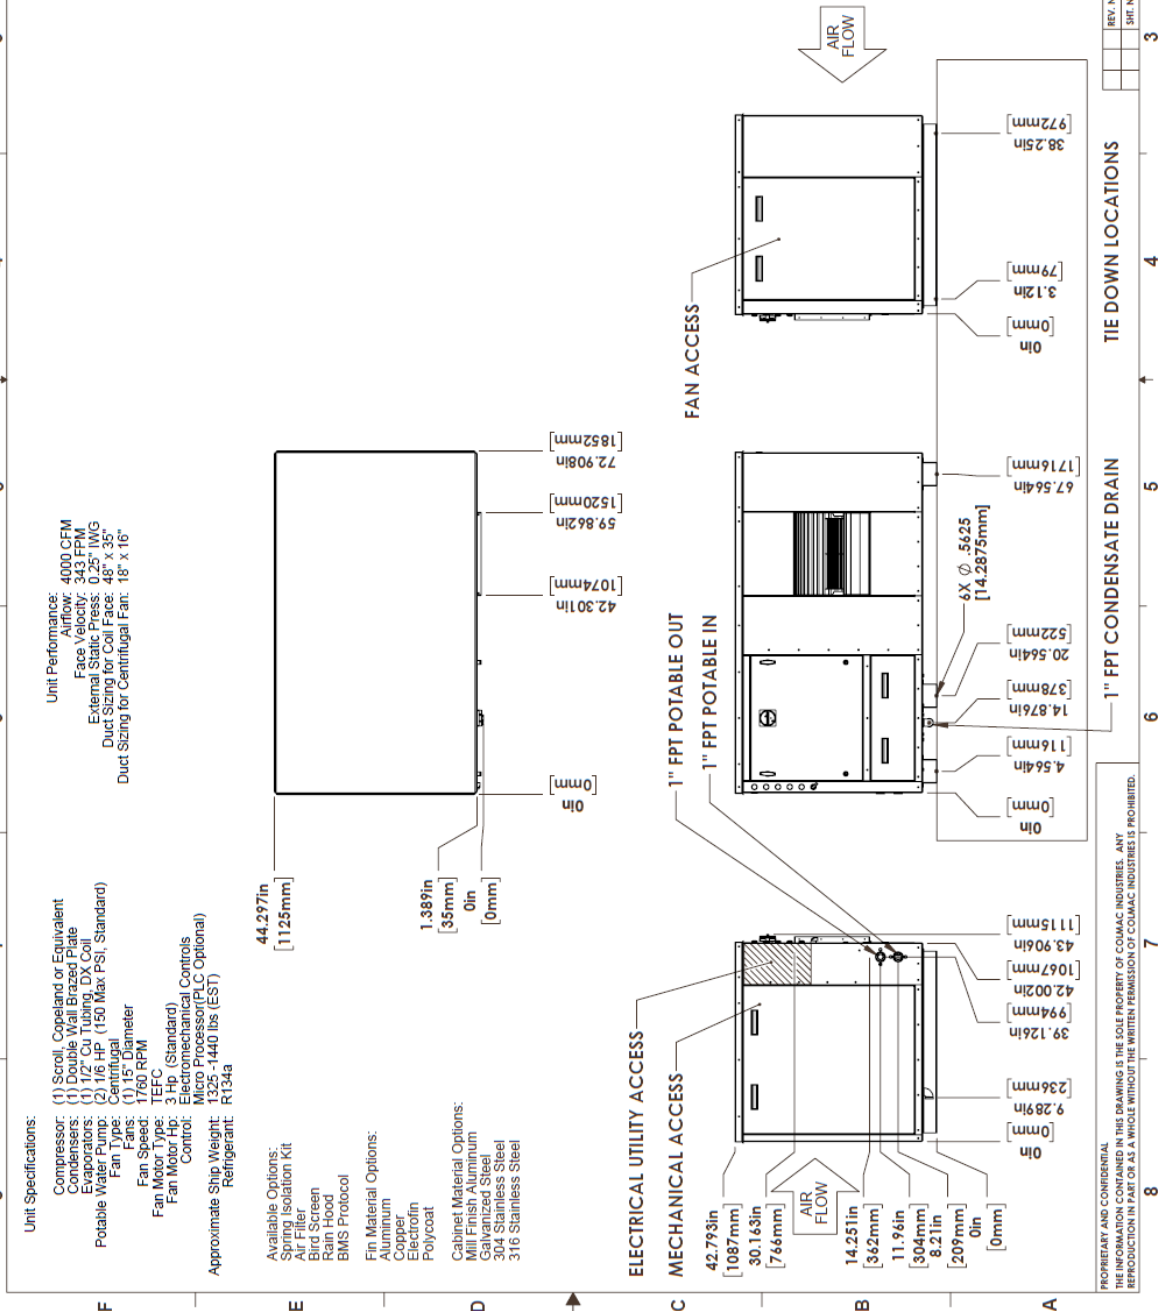 Unit Specifications:
Compressor: (1) Scroll, Copeland or Equivalent
Condensers: (1) Double Wall Brazed Plate
Evaporators: (1) 1/2" Cu Tubing, DX Coil
Potable Water Pump: (2) 1/6 HP (150 Max PSI, Standard)
Fan Type: Centrifugal
Fans: (1) 15" Diameter
Fan Speed: 1760 RPM
Fan Motor Type: TEFC
Fan Motor Hp: 3 Hp (Standard)
Control: Electromechanical Controls
Micro Processor(PLC Optional)
Approximate Ship Weight: 1325 -1440 lbs (EST)
Refrigerant: R134a
Unit Performance:
Airflow: 4000 CFM
Face Velocity: 343 FPM
External Static Press: 0.25" IWG
Duct Sizing for Coil Face: 48" x 35"
Duct Sizing for Centrifugal Fan: 18" x 16"
Available Options:
Spring Isolation Kit
Air Filter
Bird Screen
Rain Hood
BMS Protocol
Fin Material Options:
Aluminum
Copper
Electrofin
Polycoat
Cabinet Material Options:
Mill Finish Aluminum
Galvanized Steel
304 Stainless Steel
316 Stainless Steel
44.297in
[1125mm]
1.389in
[35mm]
0in
[0mm]
0in
[0mm]
42.301in
[1074mm]
59.862in
[1520mm]
72.908in
[1852mm]
ELECTRICAL UTILITY ACCESS
MECHANICAL ACCESS
1" FPT POTABLE OUT
1" FPT POTABLE IN
FAN ACCESS
42.793in
[1087mm]
30.163in
[766mm]
AIR
FLOW
14.251in
[362mm]
11.96in
[304mm]
8.21in
[209mm]
0in
[0mm]
0in
[0mm]
9.289in
[236mm]
39.126in
[994mm]
42.002in
[1067mm]
43.906in
[1115mm]
0in
[0mm]
4.564in
[116mm]
14.876in
[378mm]
20.564in
[522mm]
6X Ø .5625
[14.2875mm]
67.564in
[1716mm]
0in
[0mm]
3.12in
[79mm]
38.25in
[972mm]
AIR
FLOW
1" FPT CONDENSATE DRAIN
TIE DOWN LOCATIONS
PROPRIETARY AND CONFIDENTIAL
THE INFORMATION CONTAINED IN THIS DRAWING IS THE SOLE PROPERTY OF COLMAC INDUSTRIES. ANY
REPRODUCTION IN PART OR AS A WHOLE WITHOUT THE WRITTEN PERMISSION OF COLMAC INDUSTRIES IS PROHIBITED.
REV.
SHT.
F
E
D
C
B
A
8
7
6
5
4
3